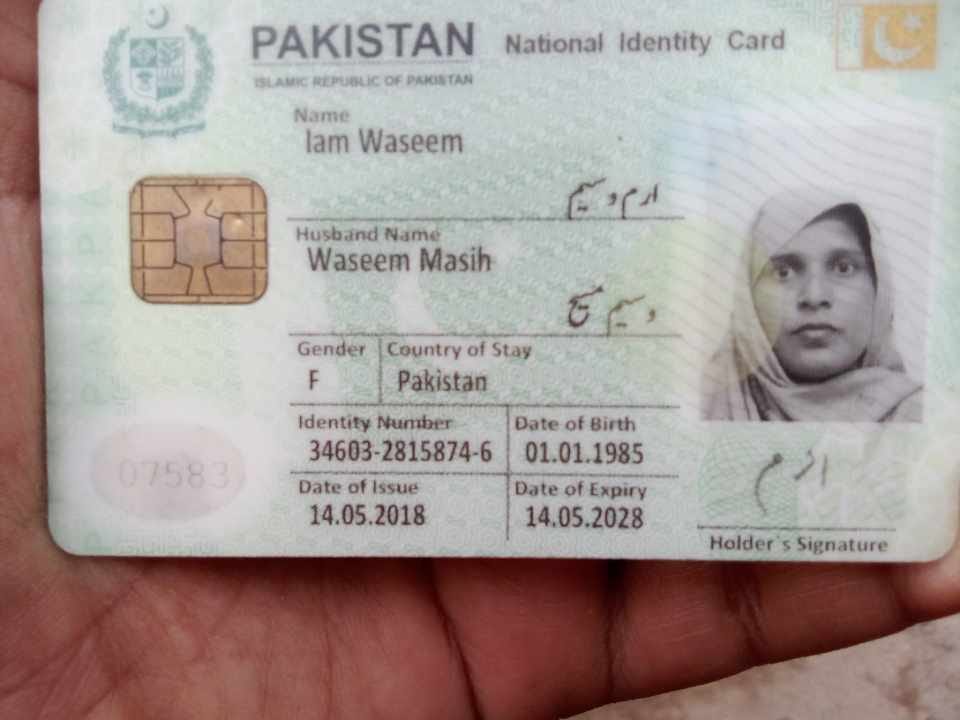 PAKISTAN National Identity Card
ISLAMIC REPUBLIC OF PAKISTAN
Name
Iam Waseem
ارم وسیم
Husband Name
Waseem Masih
وسیم مسیح
Gender Country of Stay
F Pakistan
Identity Number Date of Birth
34603-2815874-6 01.01.1985
Date of Issue Date of Expiry
14.05.2018 14.05.2028
07583
ارم
Holder's Signature